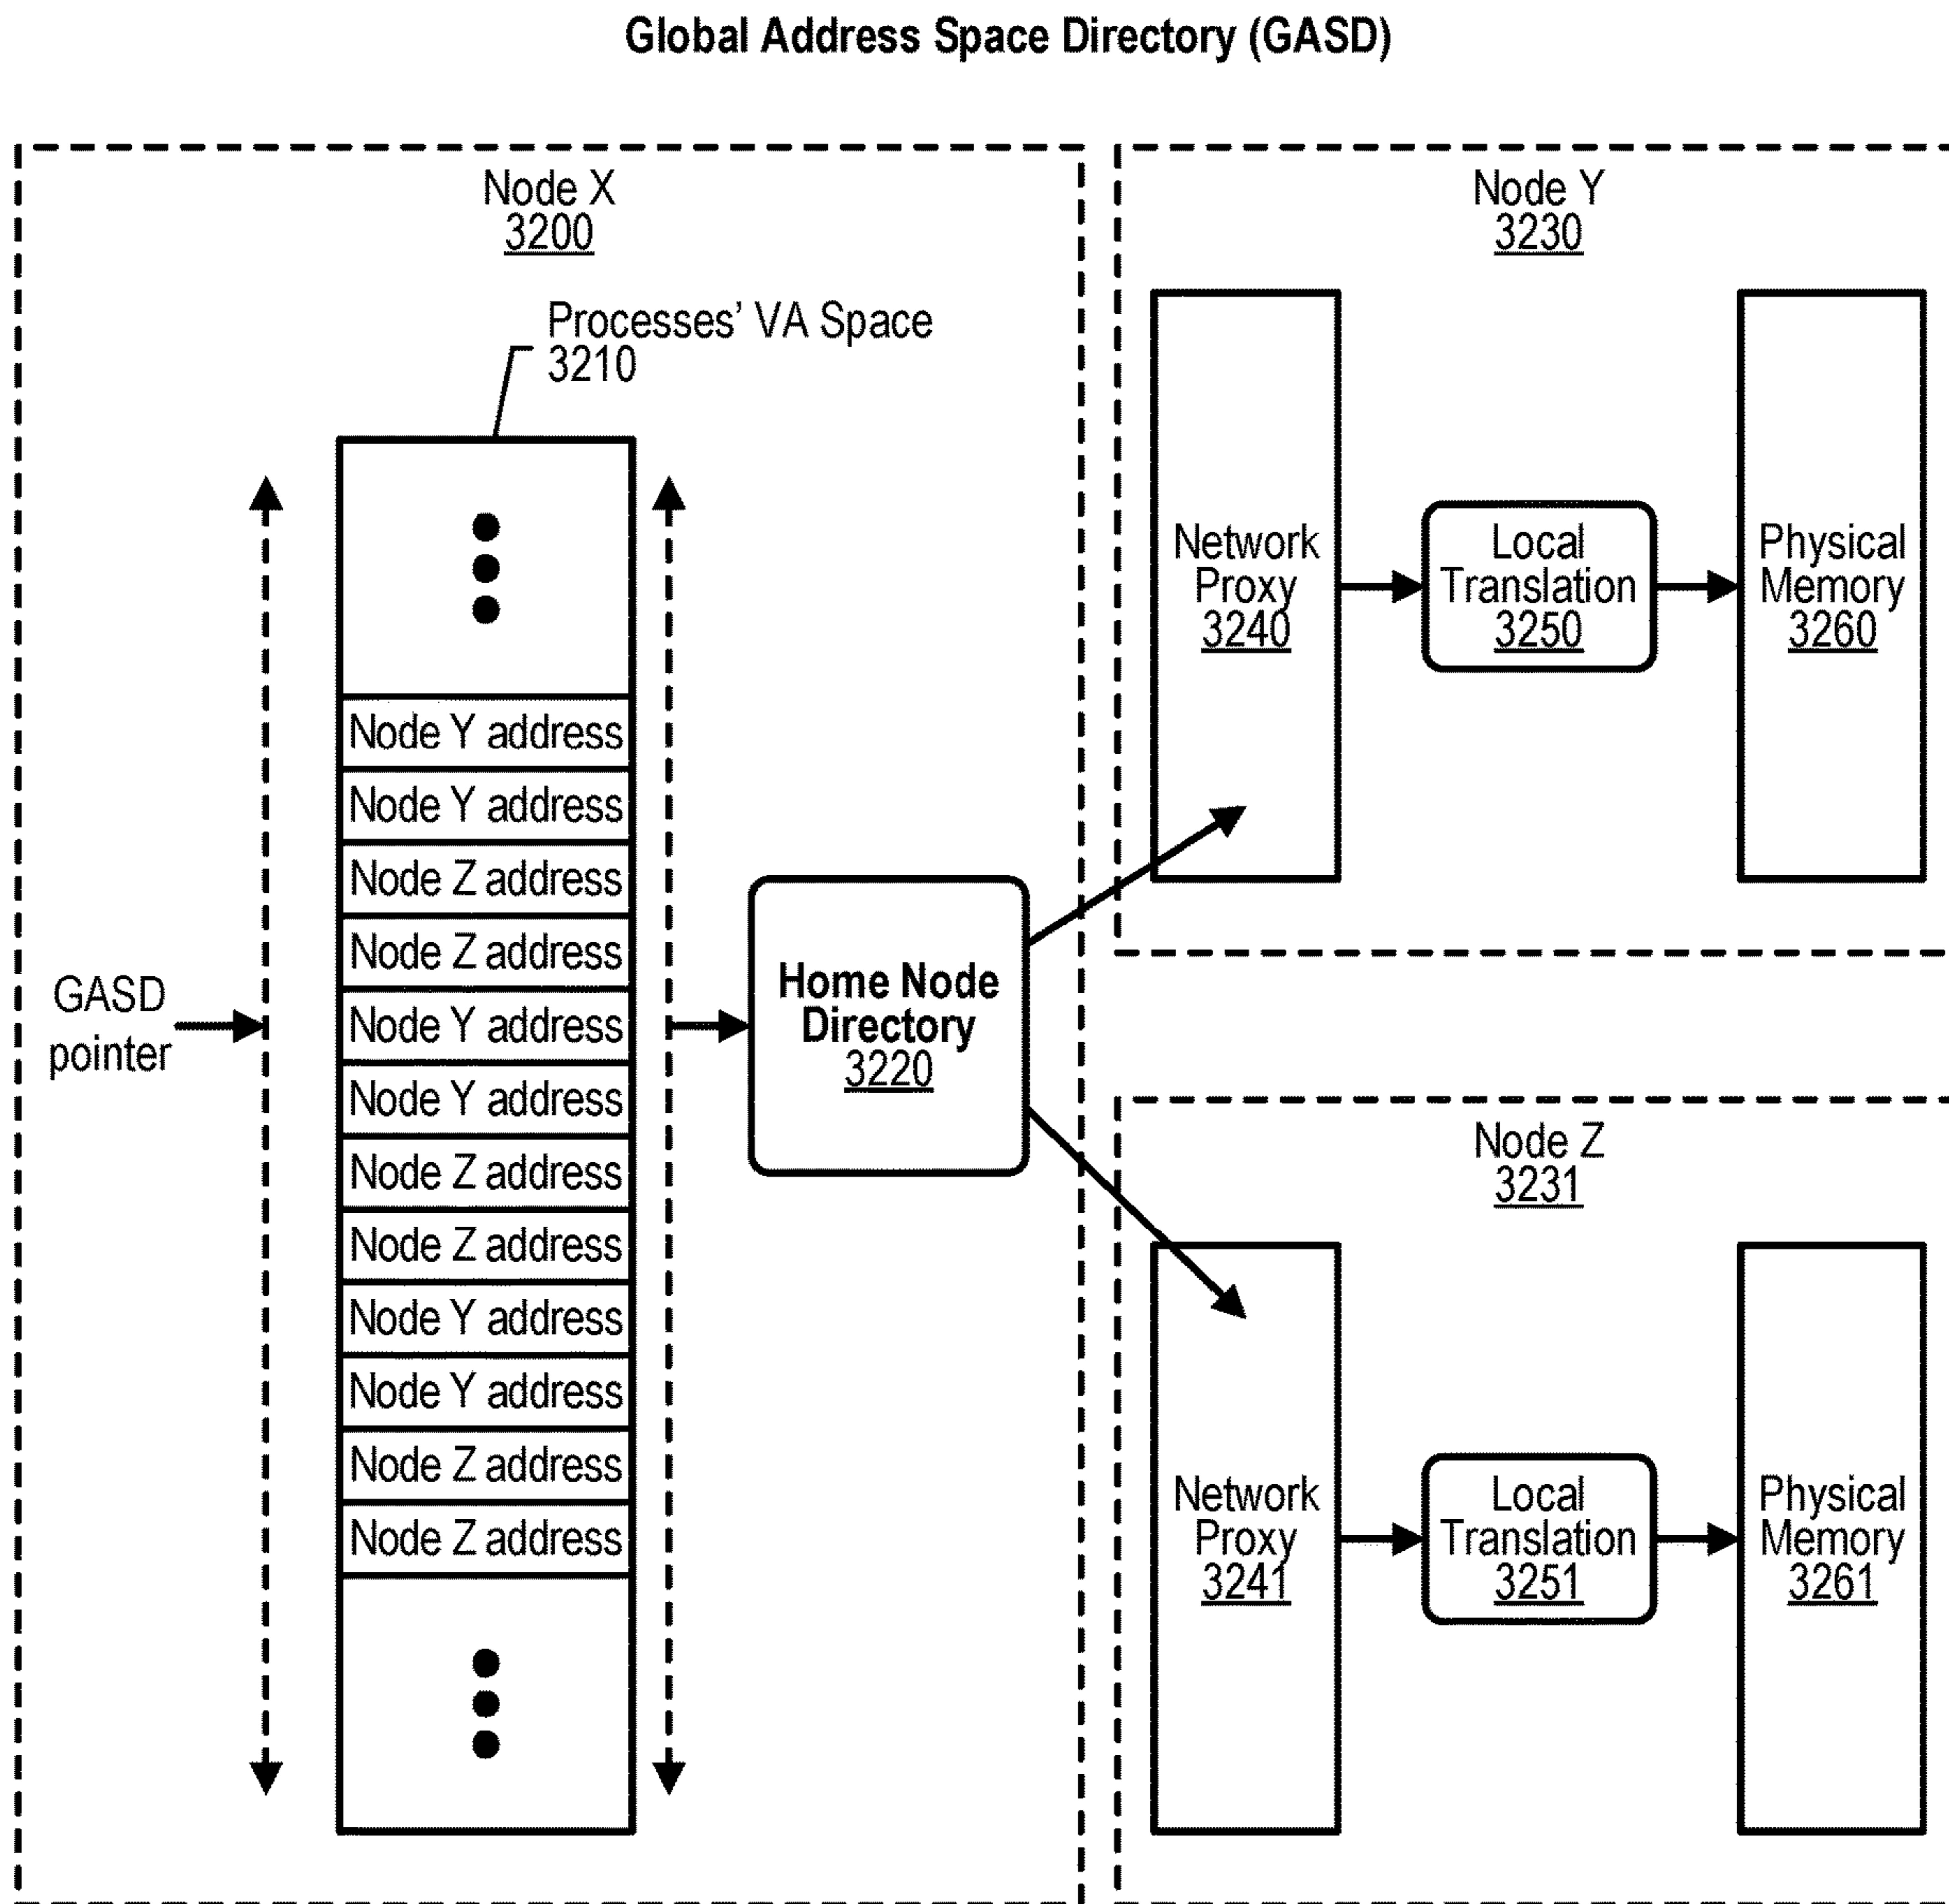 Global Address Space Directory (GASD)
Node X
3200
Processes' VA Space
3210
Node Y address
Node Y address
Node Z address
Node Z address
Node Y address
Node Y address
Node Z address
Node Z address
Node Y address
Node Y address
Node Z address
Node Z address
GASD
pointer
Home Node
Directory
3220
Node Y
3230
Network
Proxy
3240
Local
Translation
3250
Physical
Memory
3260
Node Z
3231
Network
Proxy
3241
Local
Translation
3251
Physical
Memory
3261